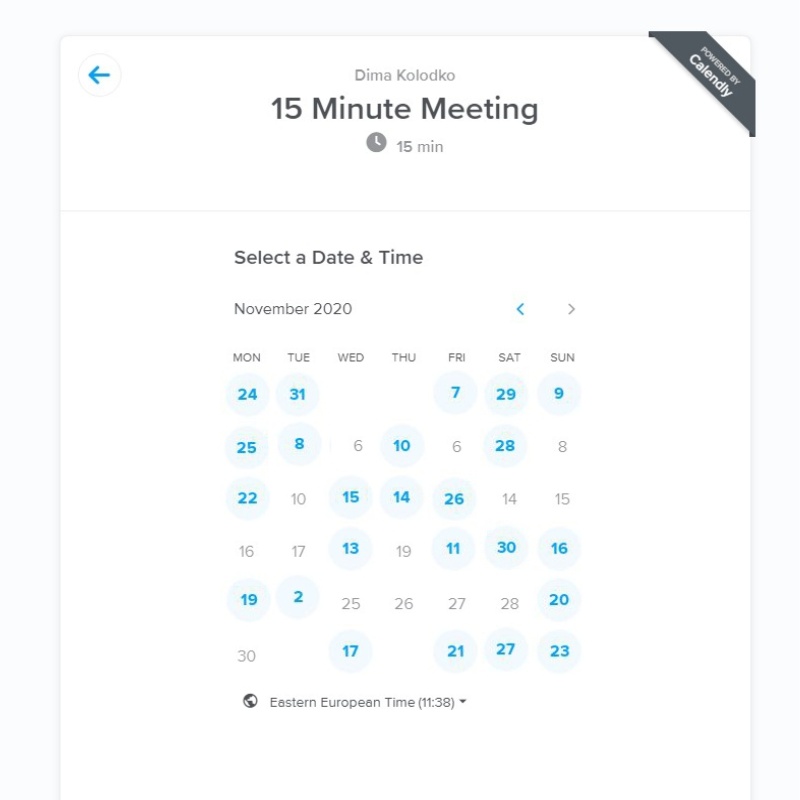 POWERED BY
Calendly
Dima Kolodko
15 Minute Meeting
15 min
Select a Date & Time
November 2020
MON TUE WED THU FRI SAT SUN
24 31 7 29 9
25 8 6 10 6 28 8
22 10 15 14 26 14 15
16 17 13 19 11 30 16
19 2 25 26 27 28 20
30 17 21 27 23
Eastern European Time (11:38)